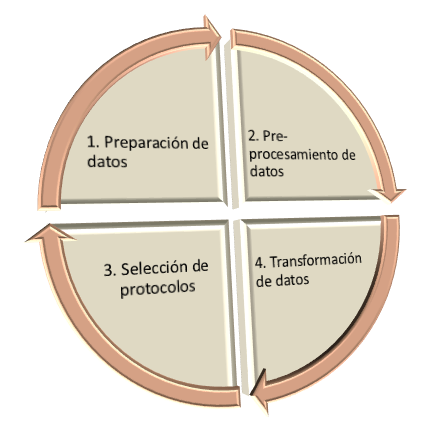 1. Preparación de
datos
2. Pre-
procesamiento de
datos
3. Selección de
protocolos
4. Transformación
de datos